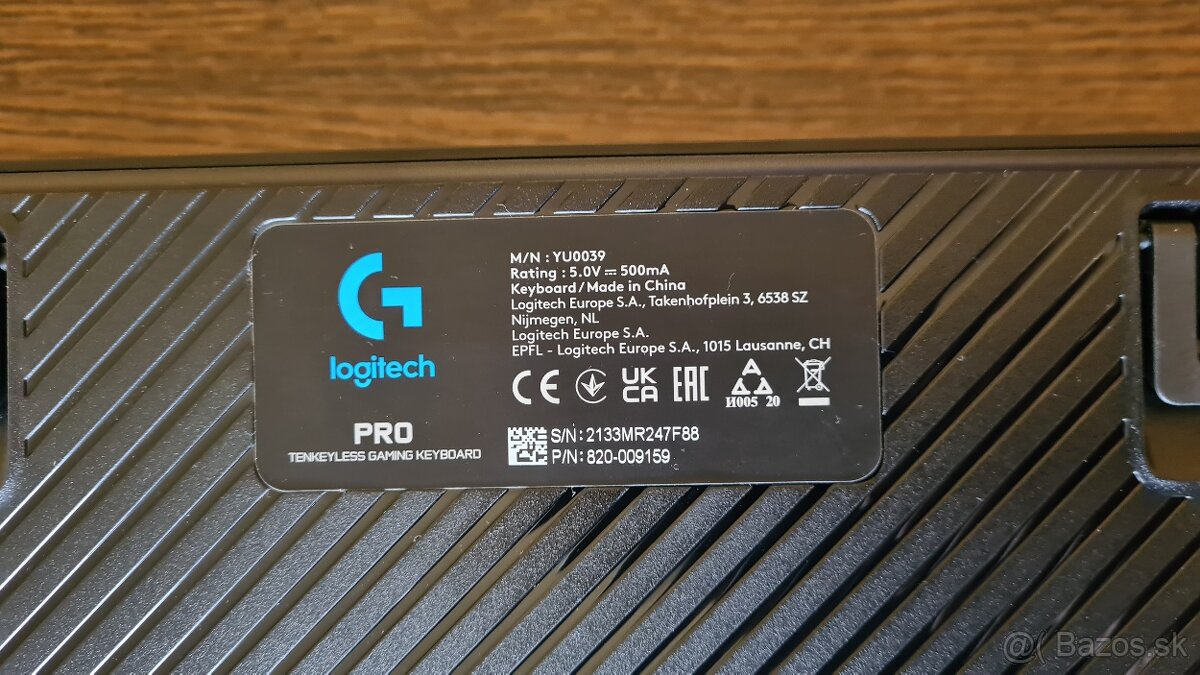 logitech
PRO
TENKEYLESS GAMING KEYBOARD
M/N : YU0039
Rating : 5.0V ⎓ 500mA
Keyboard / Made in China
Logitech Europe S.A., Takenhofplein 3, 6538 SZ
Nijmegen, NL
Logitech Europe S.A.
EPFL - Logitech Europe S.A., 1015 Lausanne, CH
CE UK CA EAC
И005 20
S/N: 2133MR247F88
P/N: 820-009159
Bazos.sk